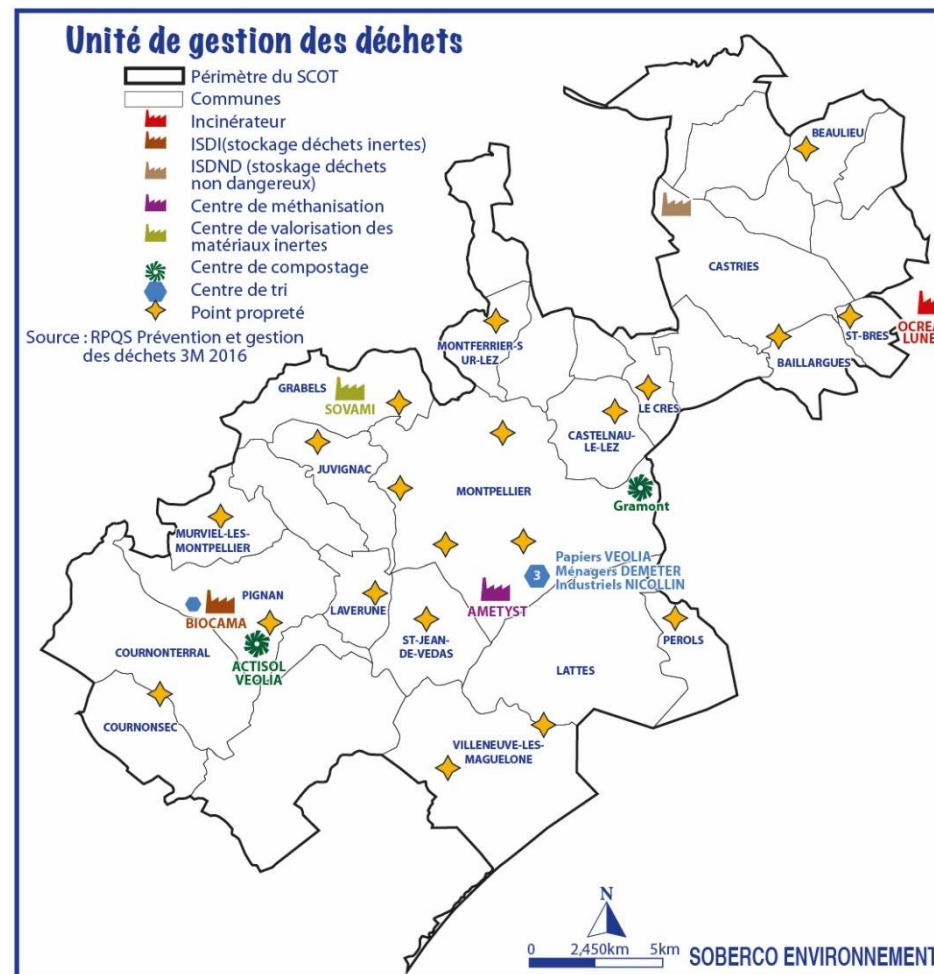 Unité de gestion des déchets
Périmètre du SCOT
Communes
Incinérateur
ISDI(stockage déchets inertes)
ISDND (stoskage déchets
non dangereux)
Centre de méthanisation
Centre de valorisation des
matériaux inertes
Centre de compostage
Centre de tri
Point propreté
Source : RPQS Prévention et gestion
des déchets 3M 2016
BEAULIEU
CASTRIES
OCREA
LUNE
ST-BRES
BAILLARGUES
MONTFERRIER-S
UR-LEZ
GRABELS
SOVAMI
LE CRES
CASTELNAU-
LE-LEZ
JUVIGNAC
MONTPELLIER
Gramont
MURVIEL-LES-
MONTPELLIER
Papiers VEOLIA
Ménagers DEMETER
Industriels NICOLLIN
3
PIGNAN
BIOCAMA
LAVERUNE
AMETYST
ST-JEAN-
DE-VEDAS
PEROLS
COURNONTERRAL
ACTISOL
VEOLIA
LATTES
COURNONSEC
VILLENEUVE-LES-
MAGUELONE
N
0 2,450km 5km
SOBERCO ENVIRONNEMENT